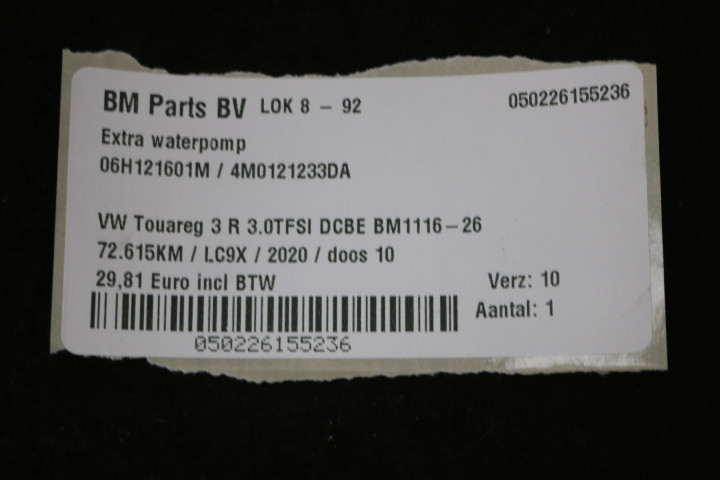 BM Parts BV LOK 8 – 92 050226155236
Extra waterpomp
06H121601M / 4M0121233DA
VW Touareg 3 R 3.0TFSI DCBE BM1116–26
72.615KM / LC9X / 2020 / doos 10
29,81 Euro incl BTW Verz: 10
Aantal: 1
050226155236